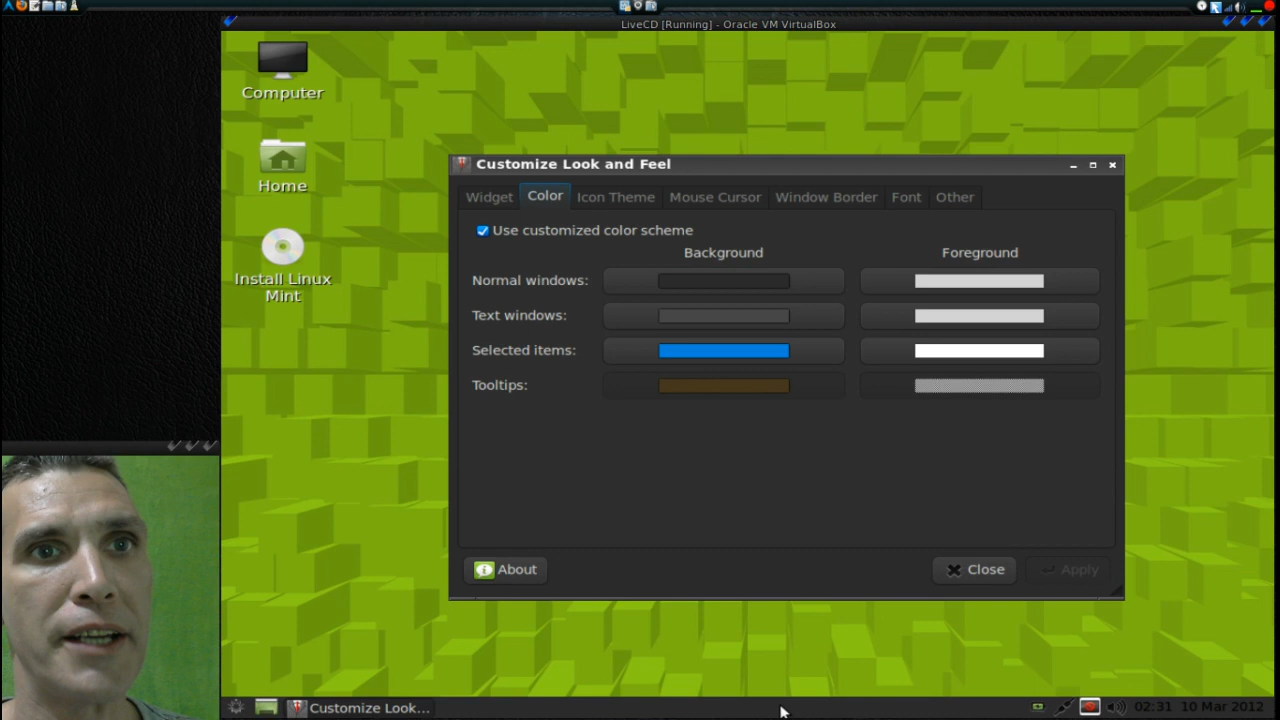 LiveCD [Running] - Oracle VM VirtualBox
Computer
Home
Install Linux
Mint
Customize Look and Feel
Widget Color Icon Theme Mouse Cursor Window Border Font Other
Use customized color scheme
Background Foreground
Normal windows:
Text windows:
Selected items:
Tooltips:
About Close Apply
Customize Look... 02:31 10 Mar 2012